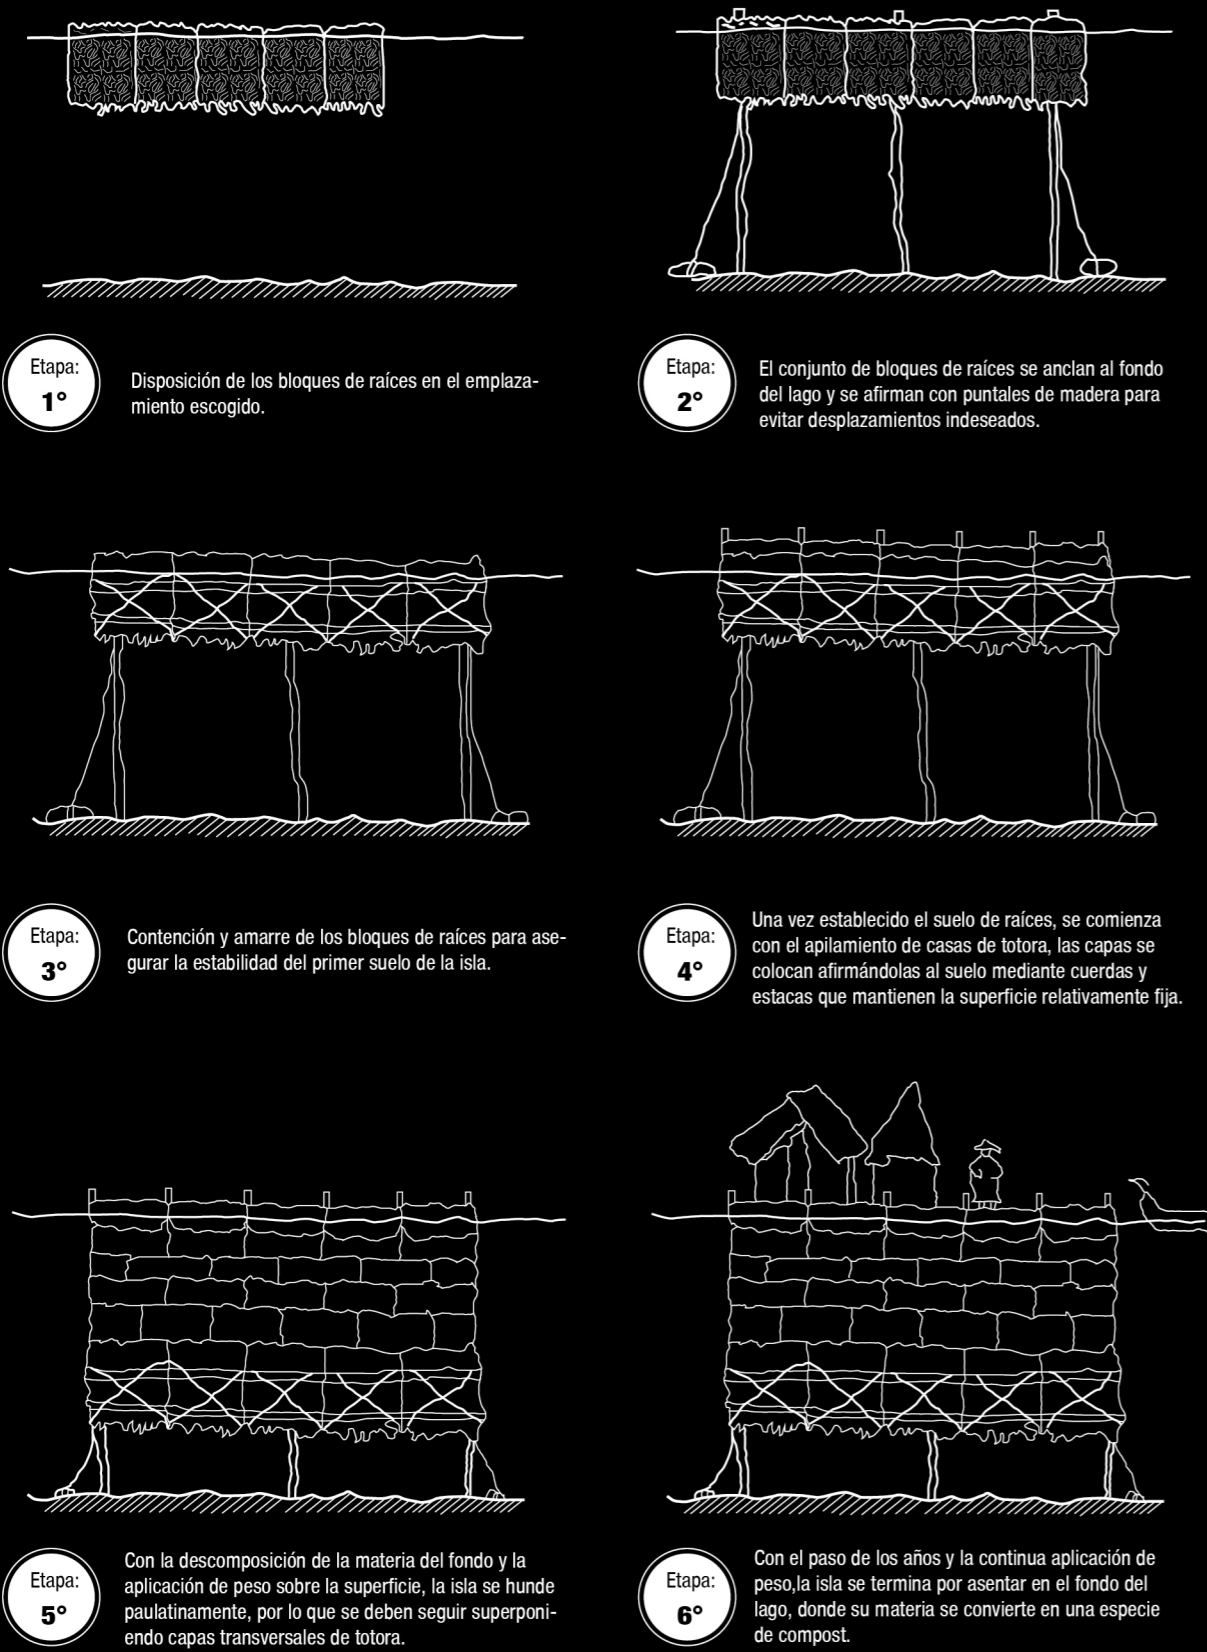 Etapa:
1°
Disposición de los bloques de raíces en el emplaza-
miento escogido.
Etapa:
2°
El conjunto de bloques de raíces se anclan al fondo
del lago y se afirman con puntales de madera para
evitar desplazamientos indeseados.
Etapa:
3°
Contención y amarre de los bloques de raíces para ase-
gurar la estabilidad del primer suelo de la isla.
Etapa:
4°
Una vez establecido el suelo de raíces, se comienza
con el apilamiento de casas de totora, las capas se
colocan afirmándolas al suelo mediante cuerdas y
estacas que mantienen la superficie relativamente fija.
Etapa:
5°
Con la descomposición de la materia del fondo y la
aplicación de peso sobre la superficie, la isla se hunde
paulatinamente, por lo que se deben seguir superponi-
endo capas transversales de totora.
Etapa:
6°
Con el paso de los años y la continua aplicación de
peso,la isla se termina por asentar en el fondo del
lago, donde su materia se convierte en una especie
de compost.